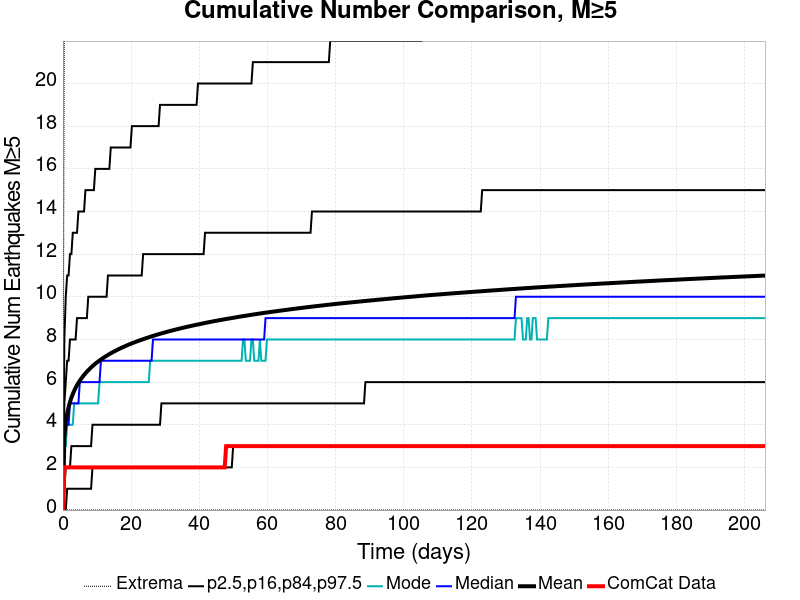 Cumulative Number Comparison, M≥5
Cumulative Num Earthquakes M≥5
20
18
16
14
12
10
8
6
4
2
0
0 20 40 60 80 100 120 140 160 180 200
Time (days)
Extrema p2.5,p16,p84,p97.5 Mode Median Mean ComCat Data